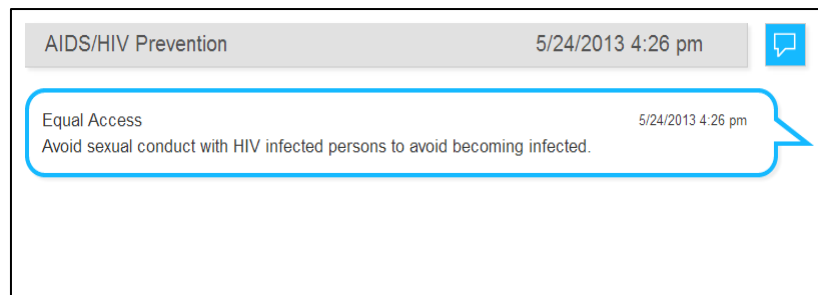 AIDS/HIV Prevention 5/24/2013 4:26 pm
Equal Access 5/24/2013 4:26 pm
Avoid sexual conduct with HIV infected persons to avoid becoming infected.